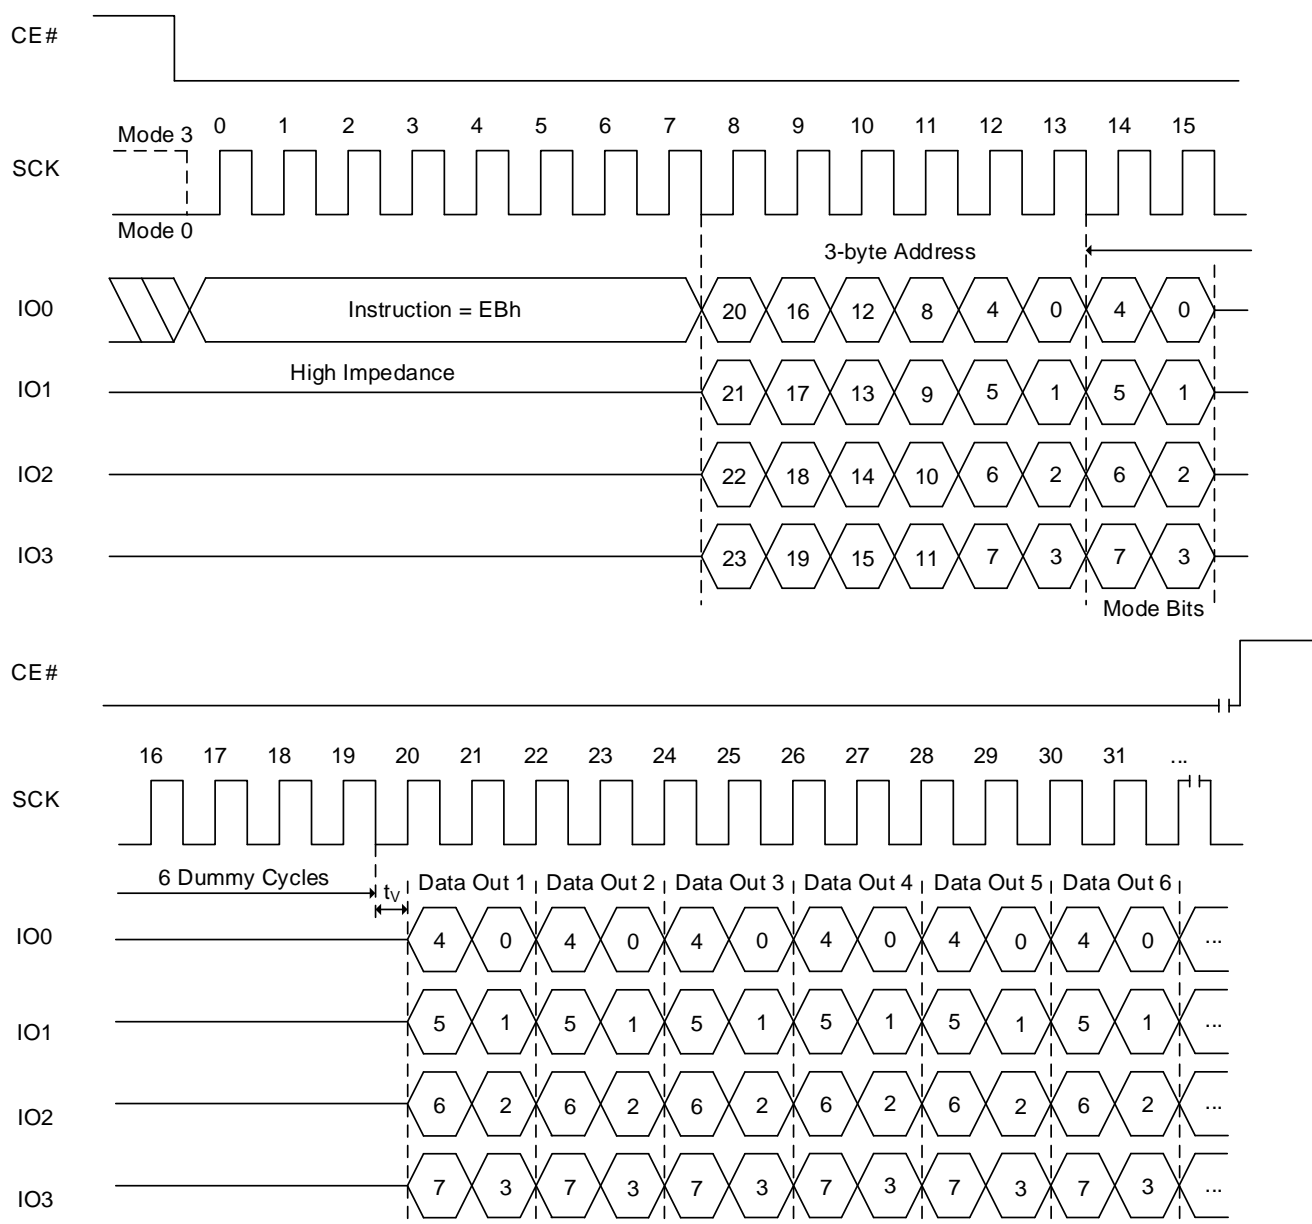 CE#
Mode 3 0 1 2 3 4 5 6 7 8 9 10 11 12 13 14 15
SCK
Mode 0
3-byte Address
IO0 Instruction = EBh 20 16 12 8 4 0 4 0
High Impedance
IO1 21 17 13 9 5 1 5 1
IO2 22 18 14 10 6 2 6 2
IO3 23 19 15 11 7 3 7 3
Mode Bits
CE#
16 17 18 19 20 21 22 23 24 25 26 27 28 29 30 31 ...
SCK
6 Dummy Cycles tV Data Out 1 Data Out 2 Data Out 3 Data Out 4 Data Out 5 Data Out 6
IO0 4 0 4 0 4 0 4 0 4 0 4 0 ...
IO1 5 1 5 1 5 1 5 1 5 1 5 1 ...
IO2 6 2 6 2 6 2 6 2 6 2 6 2 ...
IO3 7 3 7 3 7 3 7 3 7 3 7 3 ...